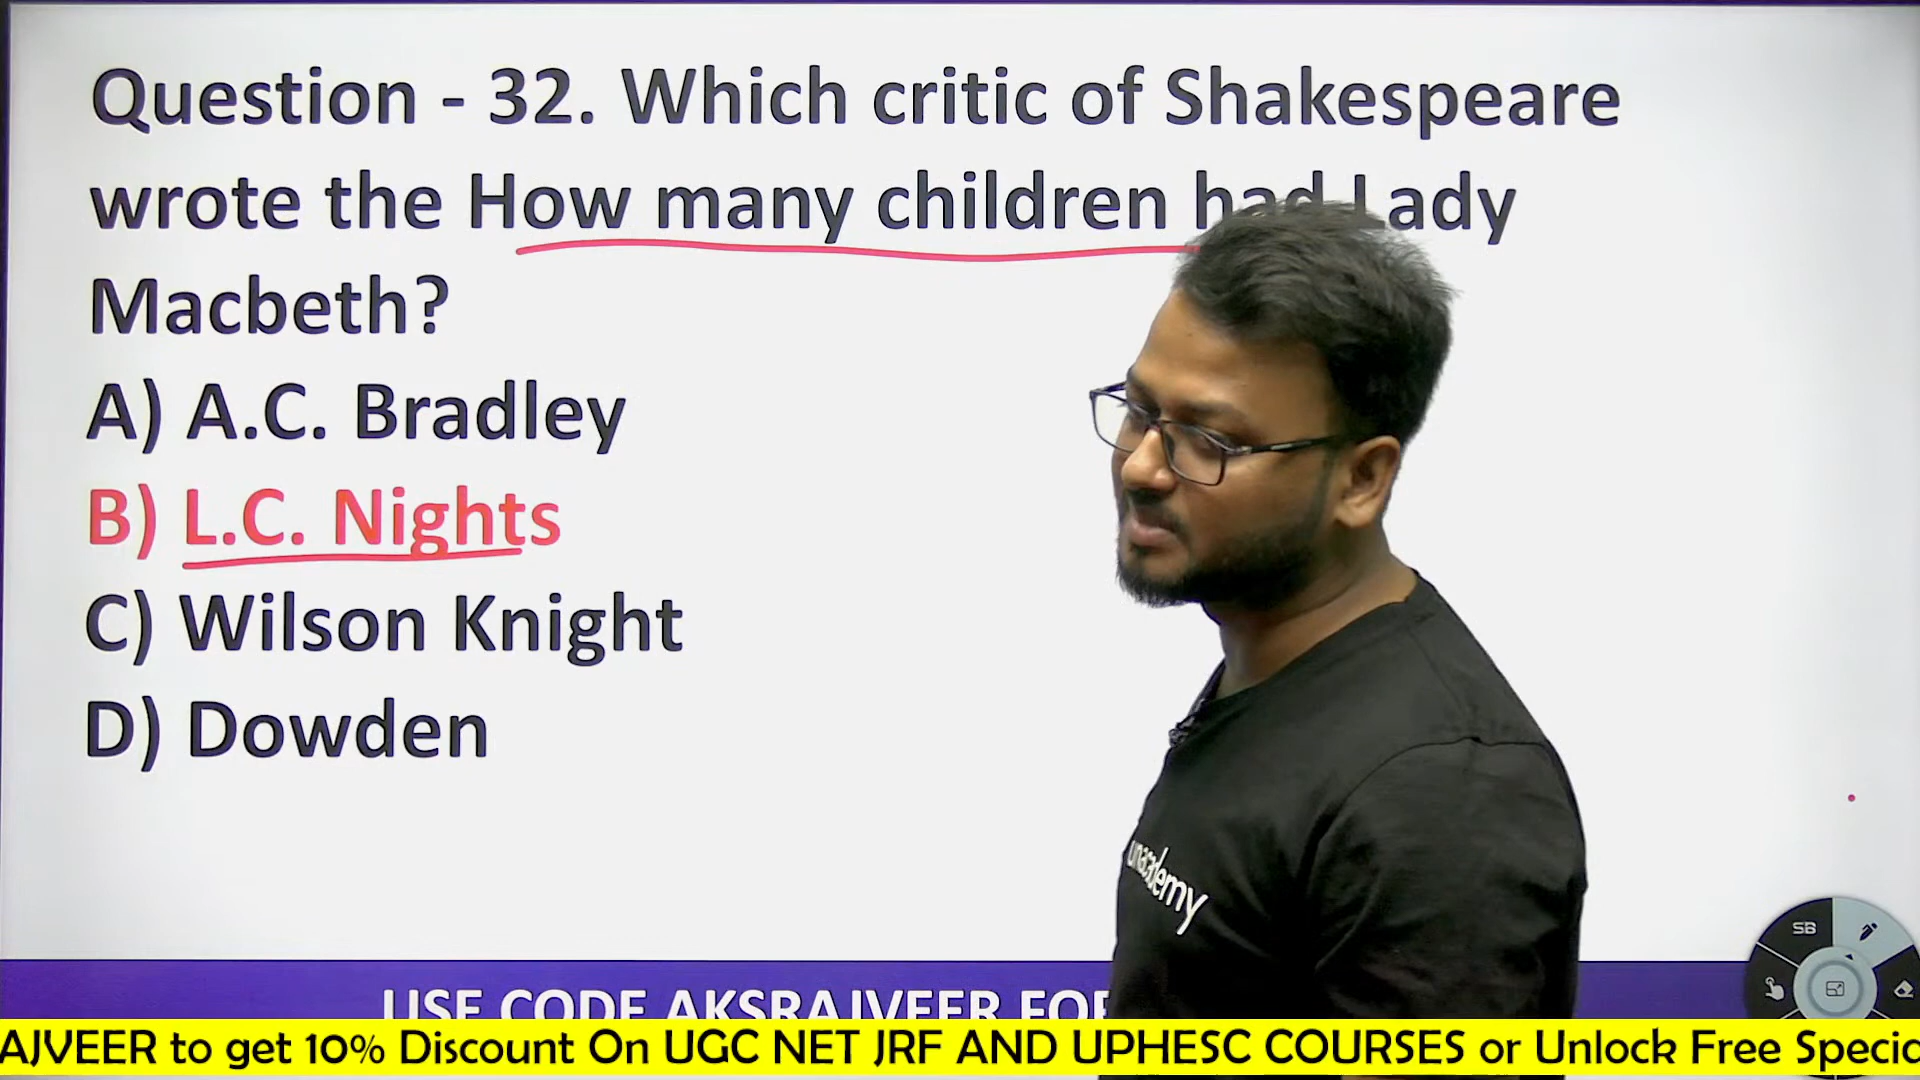 Question - 32. Which critic of Shakespeare
wrote the How many children had Lady
Macbeth?
A) A.C. Bradley
B) L.C. Nights
C) Wilson Knight
D) Dowden
unacademy
SB
USE CODE AKSRAJVEER FOR
AJVEER to get 10% Discount On UGC NET JRF AND UPHESC COURSES or Unlock Free Specia